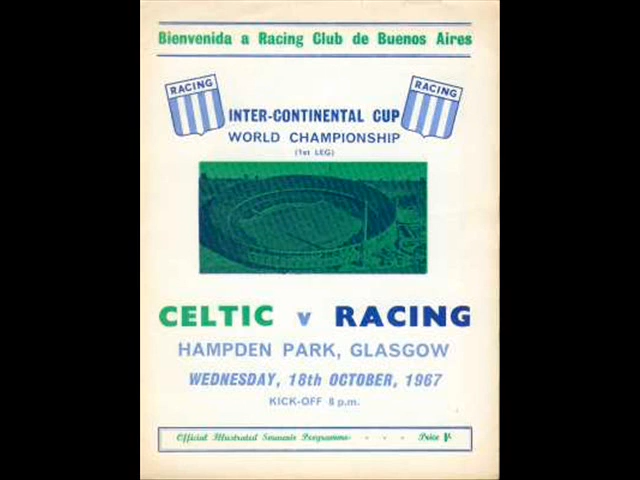 Bienvenida a Racing Club de Buenos Aires
RACING
RACING
INTER-CONTINENTAL CUP
WORLD CHAMPIONSHIP
(1st LEG)
CELTIC v RACING
HAMPDEN PARK, GLASGOW
WEDNESDAY, 18th OCTOBER, 1967
KICK-OFF 8 p.m.
Official Illustrated Souvenir Programme - - - Price 1/-